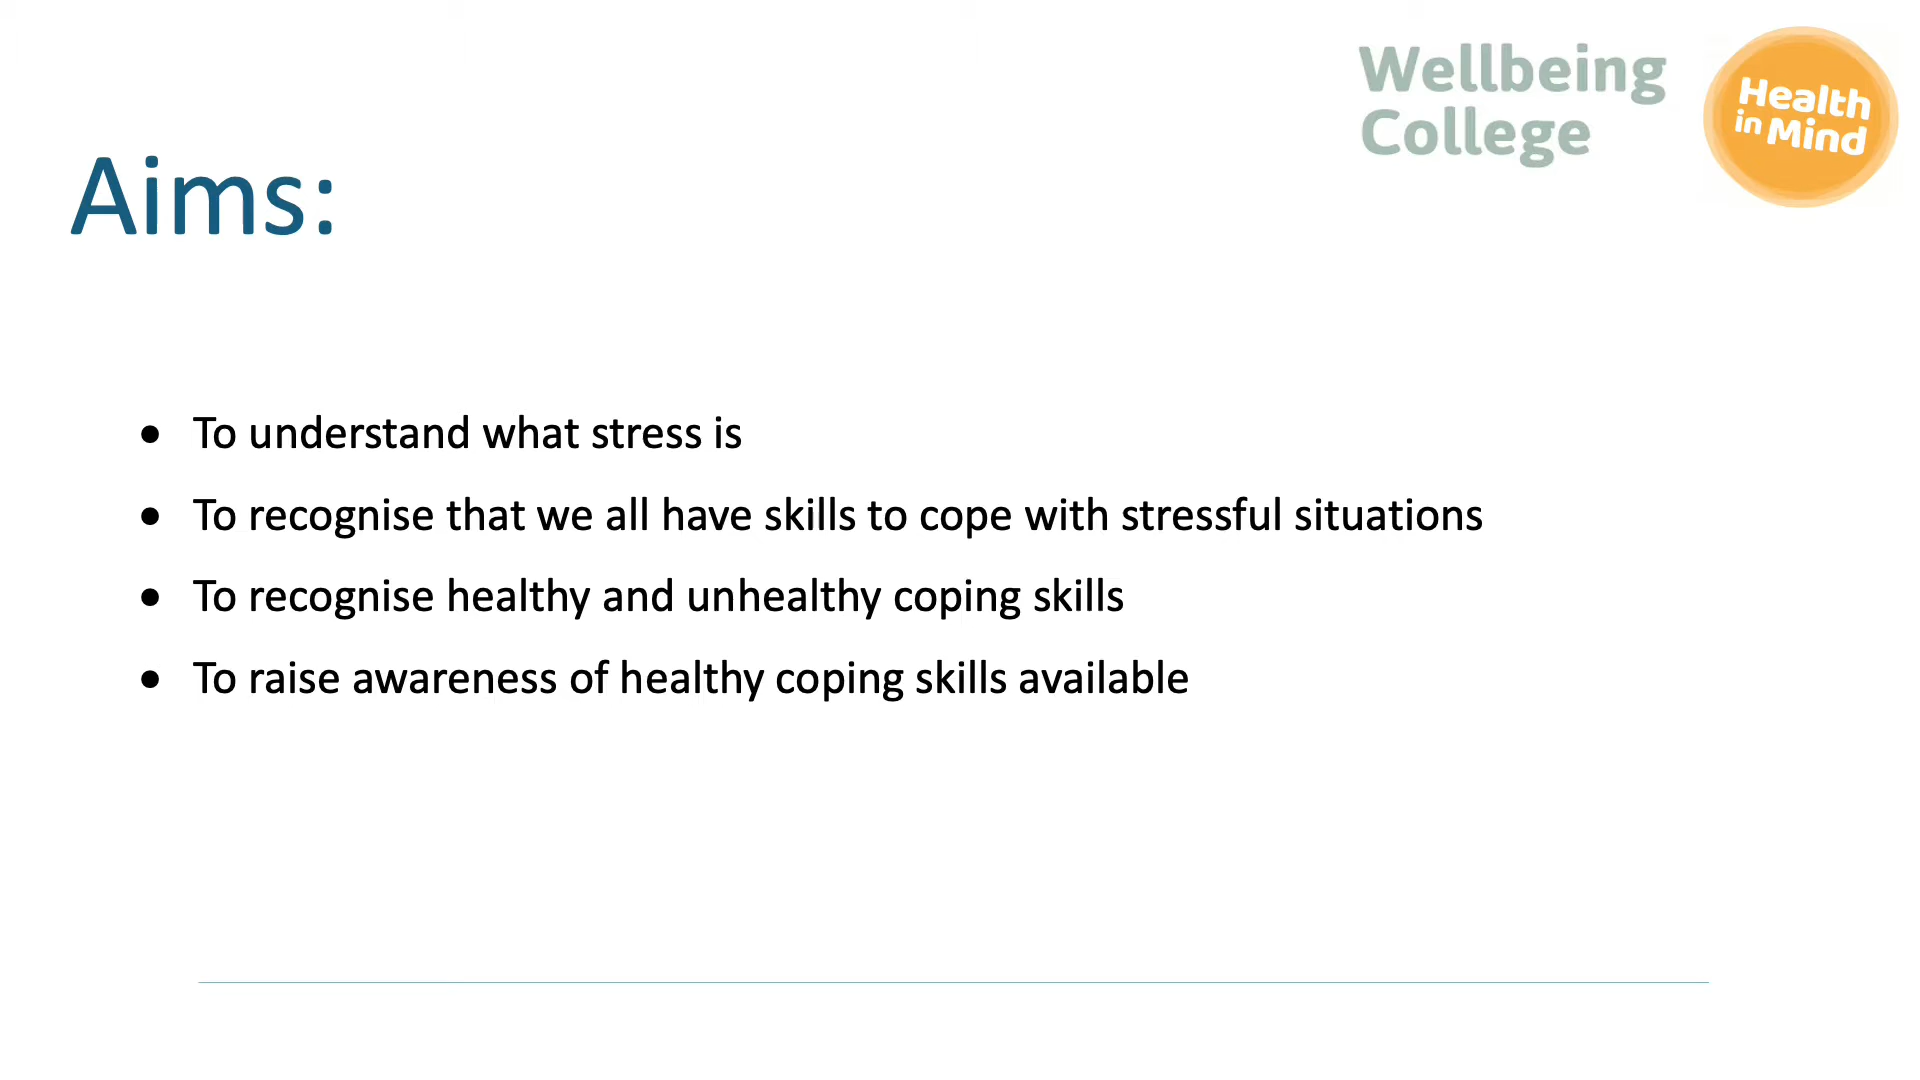 Wellbeing
College
Health
in Mind
Aims:
• To understand what stress is
• To recognise that we all have skills to cope with stressful situations
• To recognise healthy and unhealthy coping skills
• To raise awareness of healthy coping skills available